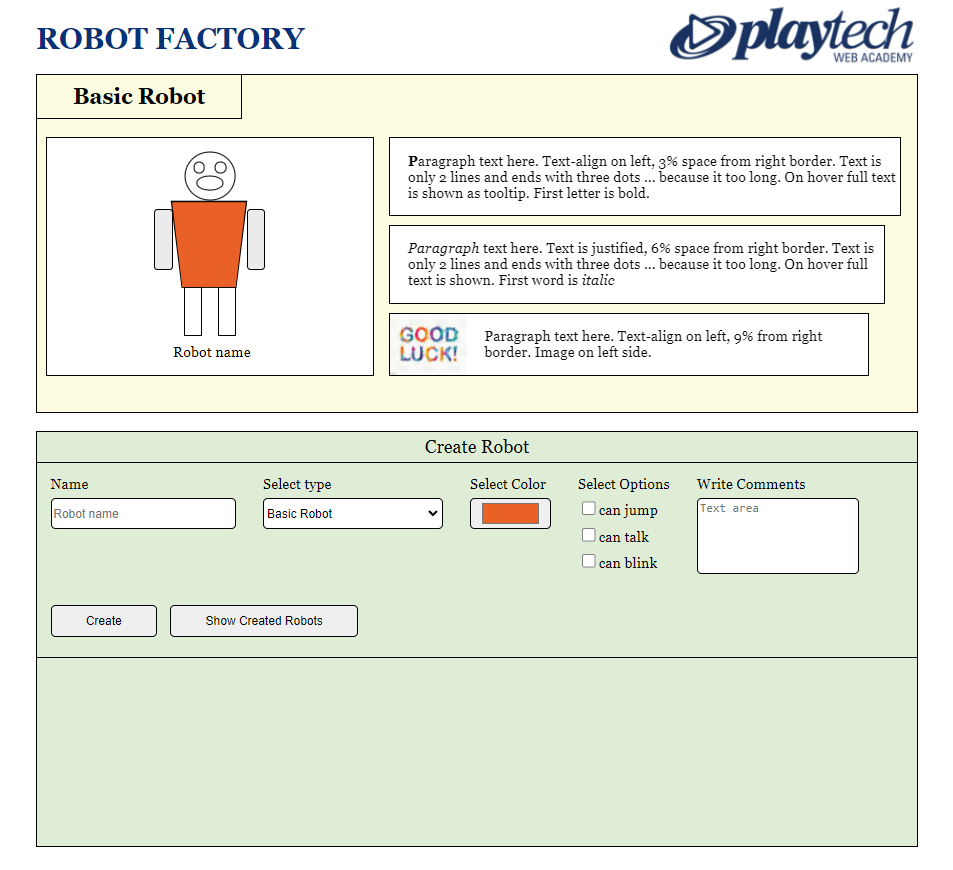 ROBOT FACTORY
playtech
WEB ACADEMY
Basic Robot
Robot name
Paragraph text here. Text-align on left, 3% space from right border. Text is
only 2 lines and ends with three dots ... because it too long. On hover full text
is shown as tooltip. First letter is bold.
Paragraph text here. Text is justified, 6% space from right border. Text is
only 2 lines and ends with three dots ... because it too long. On hover full
text is shown. First word is italic
GOOD
LUCK!
Paragraph text here. Text-align on left, 9% from right
border. Image on left side.
Create Robot
Name
Robot name
Select type
Basic Robot
Select Color
Select Options
can jump
can talk
can blink
Write Comments
Text area
Create
Show Created Robots